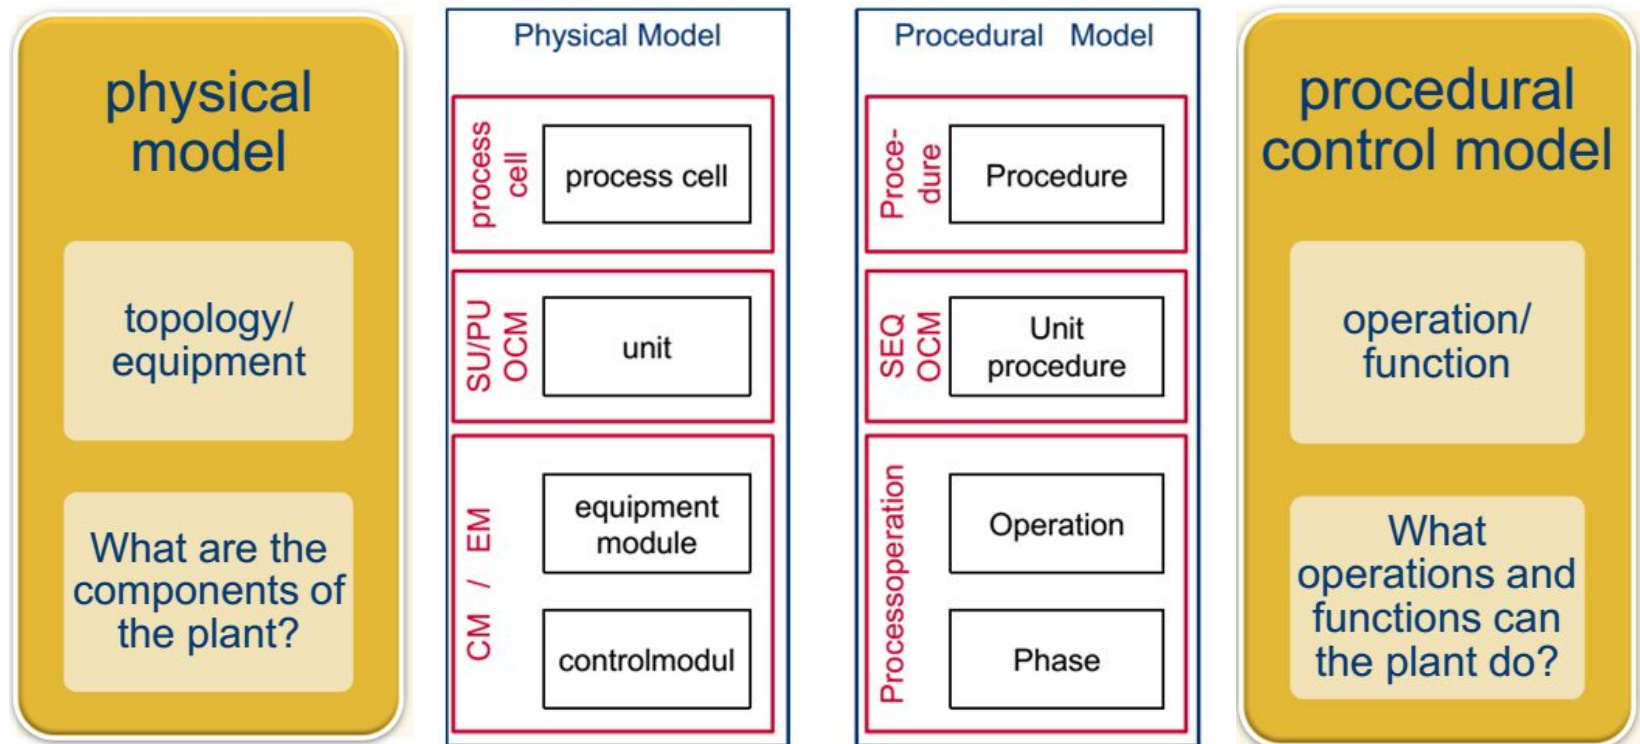 physical
model
topology/
equipment
What are the
components of
the plant?
Physical Model
process
cell
process cell
SU/PU
OCM
unit
CM / EM
equipment
module
controlmodul
Procedural Model
Proce-
dure
Procedure
SEQ
OCM
Unit
procedure
Processoperation
Operation
Phase
procedural
control model
operation/
function
What
operations and
functions can
the plant do?